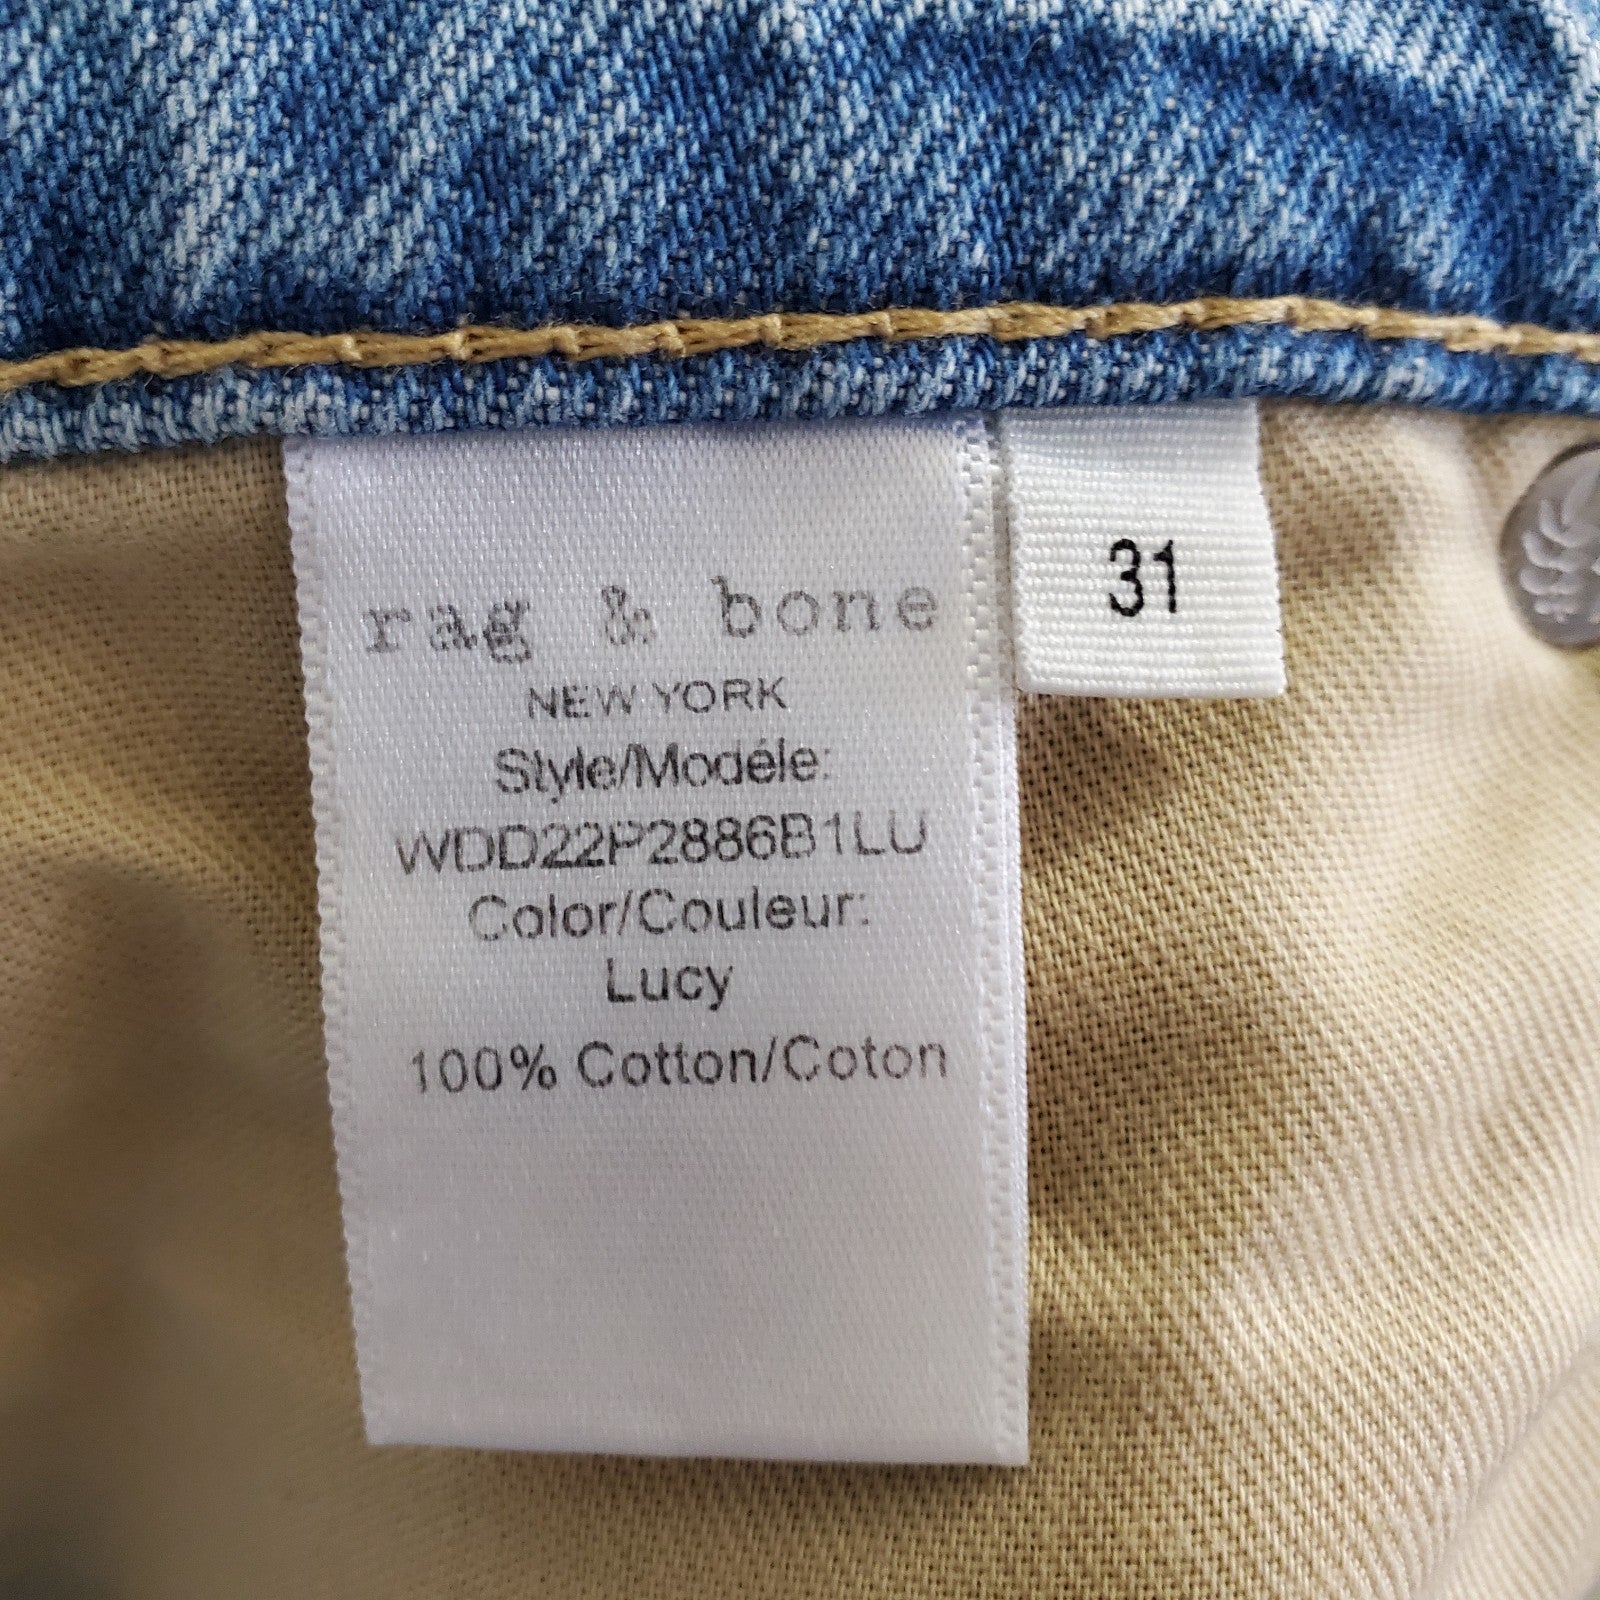 rag & bone
NEW YORK
Style/Modéle:
WDD22P2886B1LU
Color/Couleur:
Lucy
100% Cotton/Coton
31